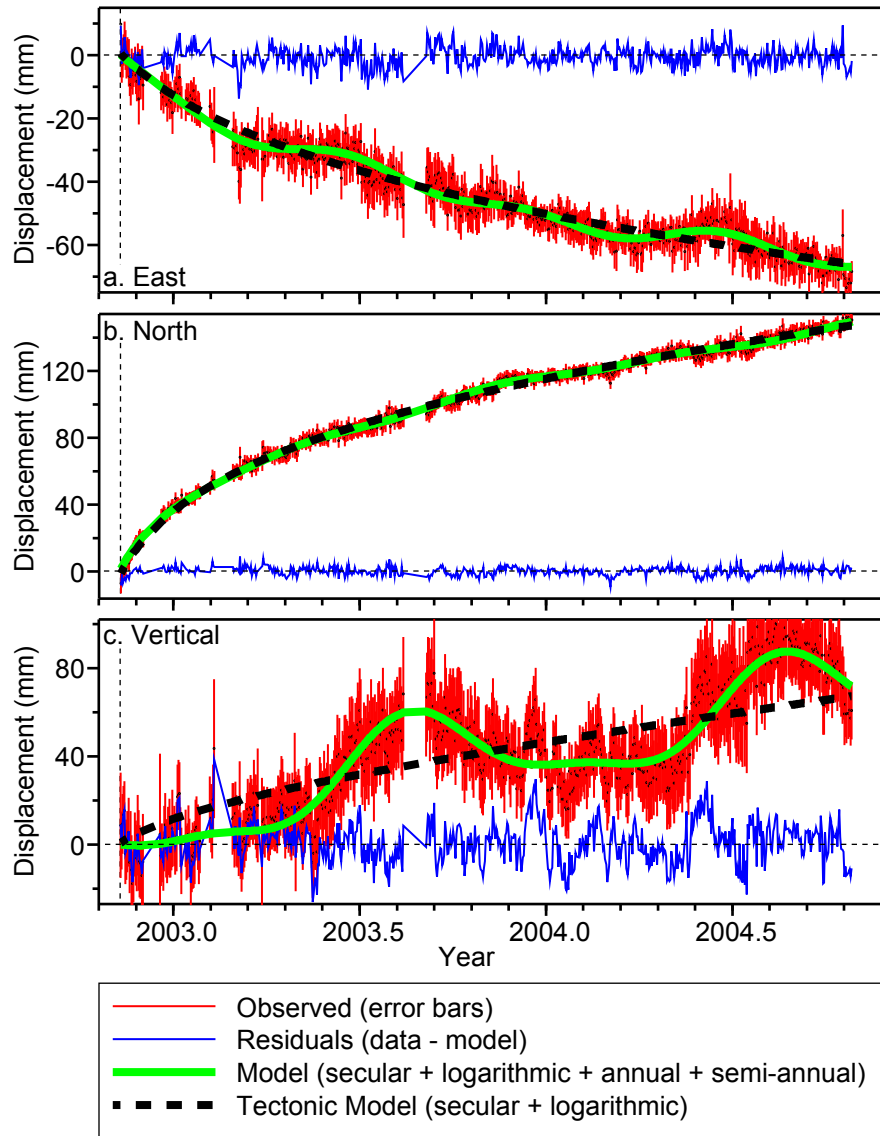 Displacement (mm)
0
-20
-40
-60
a. East
Displacement (mm)
b. North
120
80
40
0
Displacement (mm)
c. Vertical
80
40
0
2003.0 2003.5 2004.0 2004.5
Year
Observed (error bars)
Residuals (data - model)
Model (secular + logarithmic + annual + semi-annual)
Tectonic Model (secular + logarithmic)